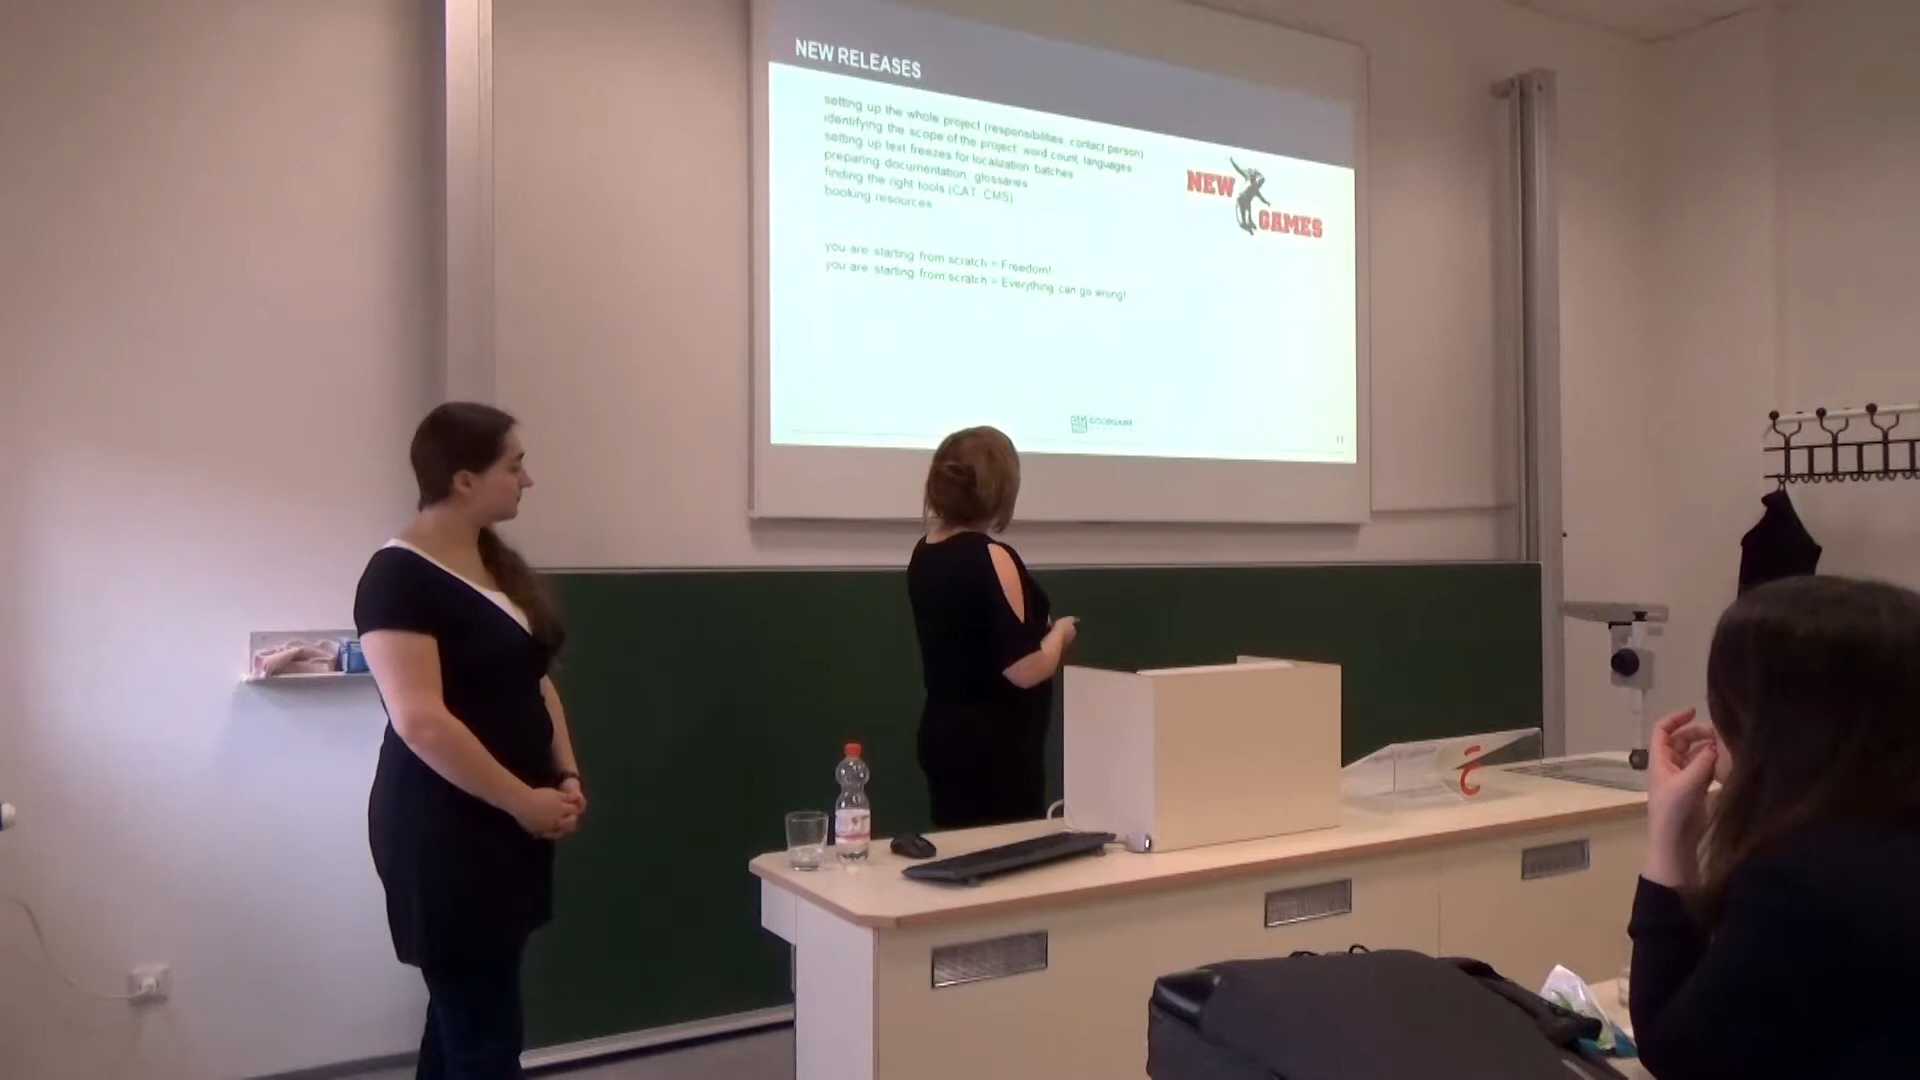 NEW RELEASES
setting up the whole project (responsibilities, contact person)
identifying the scope of the project: word count, languages
setting up text freezes for localization batches
preparing documentation, glossaries
finding the right tools (CAT, CMS)
booking resources
you are starting from scratch = Freedom!
you are starting from scratch = Everything can go wrong!
NEW
GAMES
GOODGAME
11